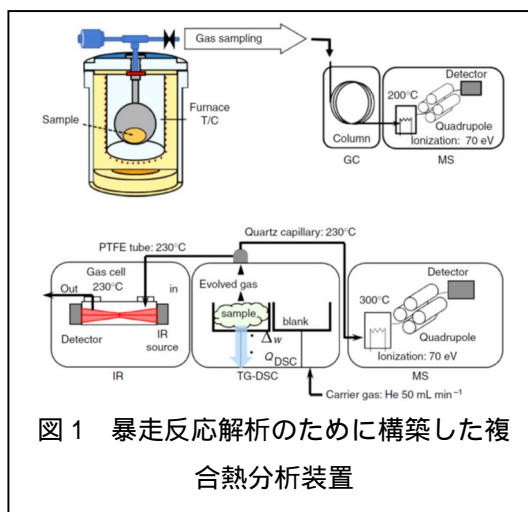 Gas sampling
Sample
Furnace
T/C
Column
GC
200°C
Detector
Quadrupole
Ionization: 70 eV
MS
PTFE tube: 230°C
Quartz capillary: 230°C
Gas cell
230°C
Out
in
Detector
IR
source
IR
Evolved gas
sample
blank
Δw
QDSC
TG-DSC
Carrier gas: He 50 mL min⁻¹
300°C
Detector
Quadrupole
Ionization: 70 eV
MS
図 1 暴走反応解析のために構築した複
合熱分析装置